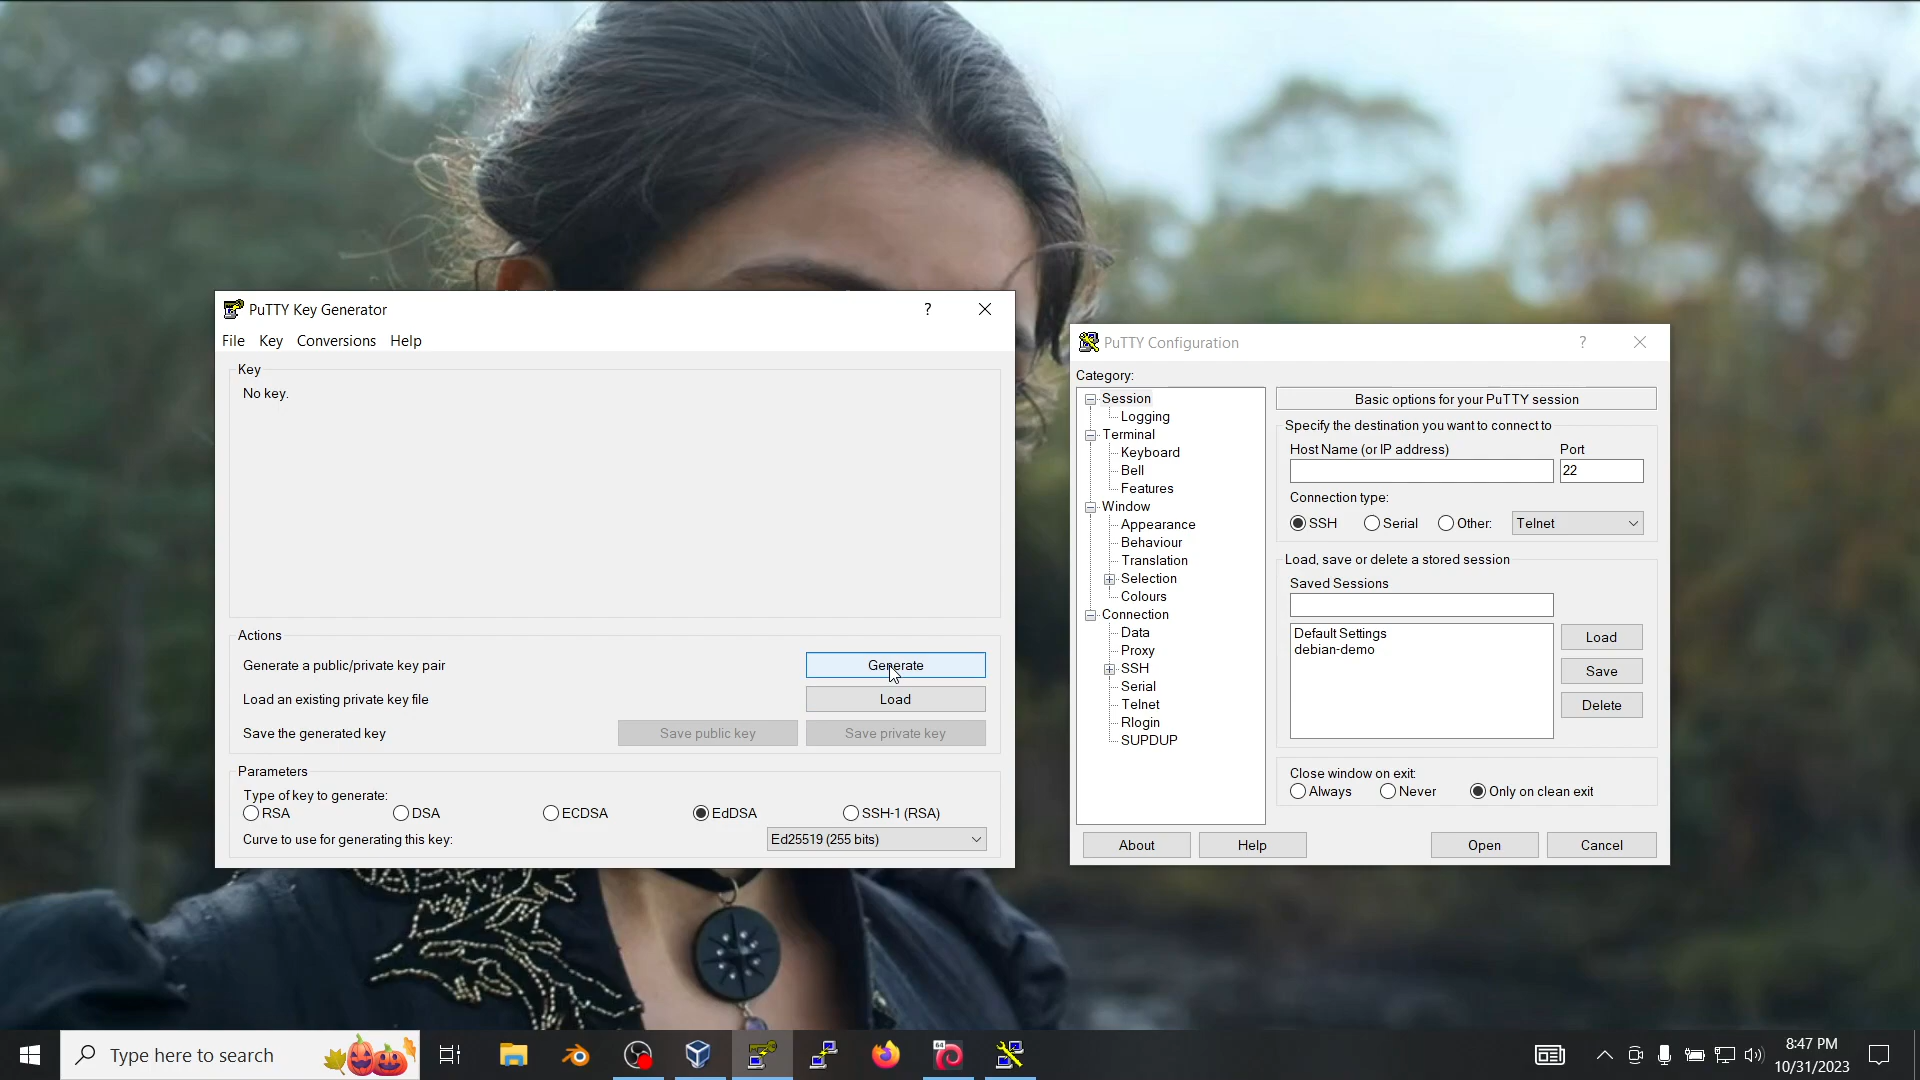 PuTTY Key Generator
?
File Key Conversions Help
Key
No key.
Actions
Generate a public/private key pair
Generate
Load an existing private key file
Load
Save the generated key
Save public key
Save private key
Parameters
Type of key to generate:
RSA DSA ECDSA EdDSA SSH-1 (RSA)
Curve to use for generating this key:
Ed25519 (255 bits)
PuTTY Configuration
?
Category:
Session
Logging
Terminal
Keyboard
Bell
Features
Window
Appearance
Behaviour
Translation
Selection
Colours
Connection
Data
Proxy
SSH
Serial
Telnet
Rlogin
SUPDUP
Basic options for your PuTTY session
Specify the destination you want to connect to
Host Name (or IP address) Port
22
Connection type:
SSH Serial Other: Telnet
Load, save or delete a stored session
Saved Sessions
Default Settings
debian-demo
Load
Save
Delete
Close window on exit:
Always Never Only on clean exit
About Help Open Cancel
Type here to search
64
8:47 PM
10/31/2023